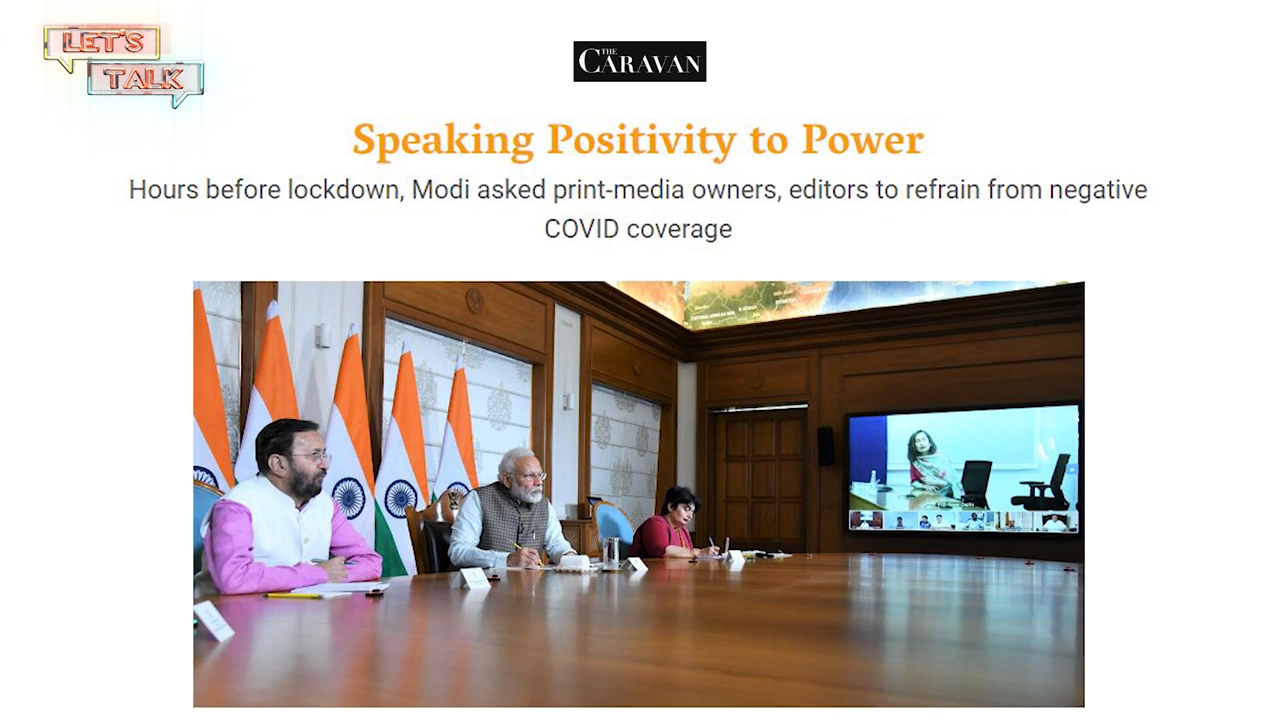 LET'S
TALK
THE
CARAVAN
Speaking Positivity to Power
Hours before lockdown, Modi asked print-media owners, editors to refrain from negative
COVID coverage